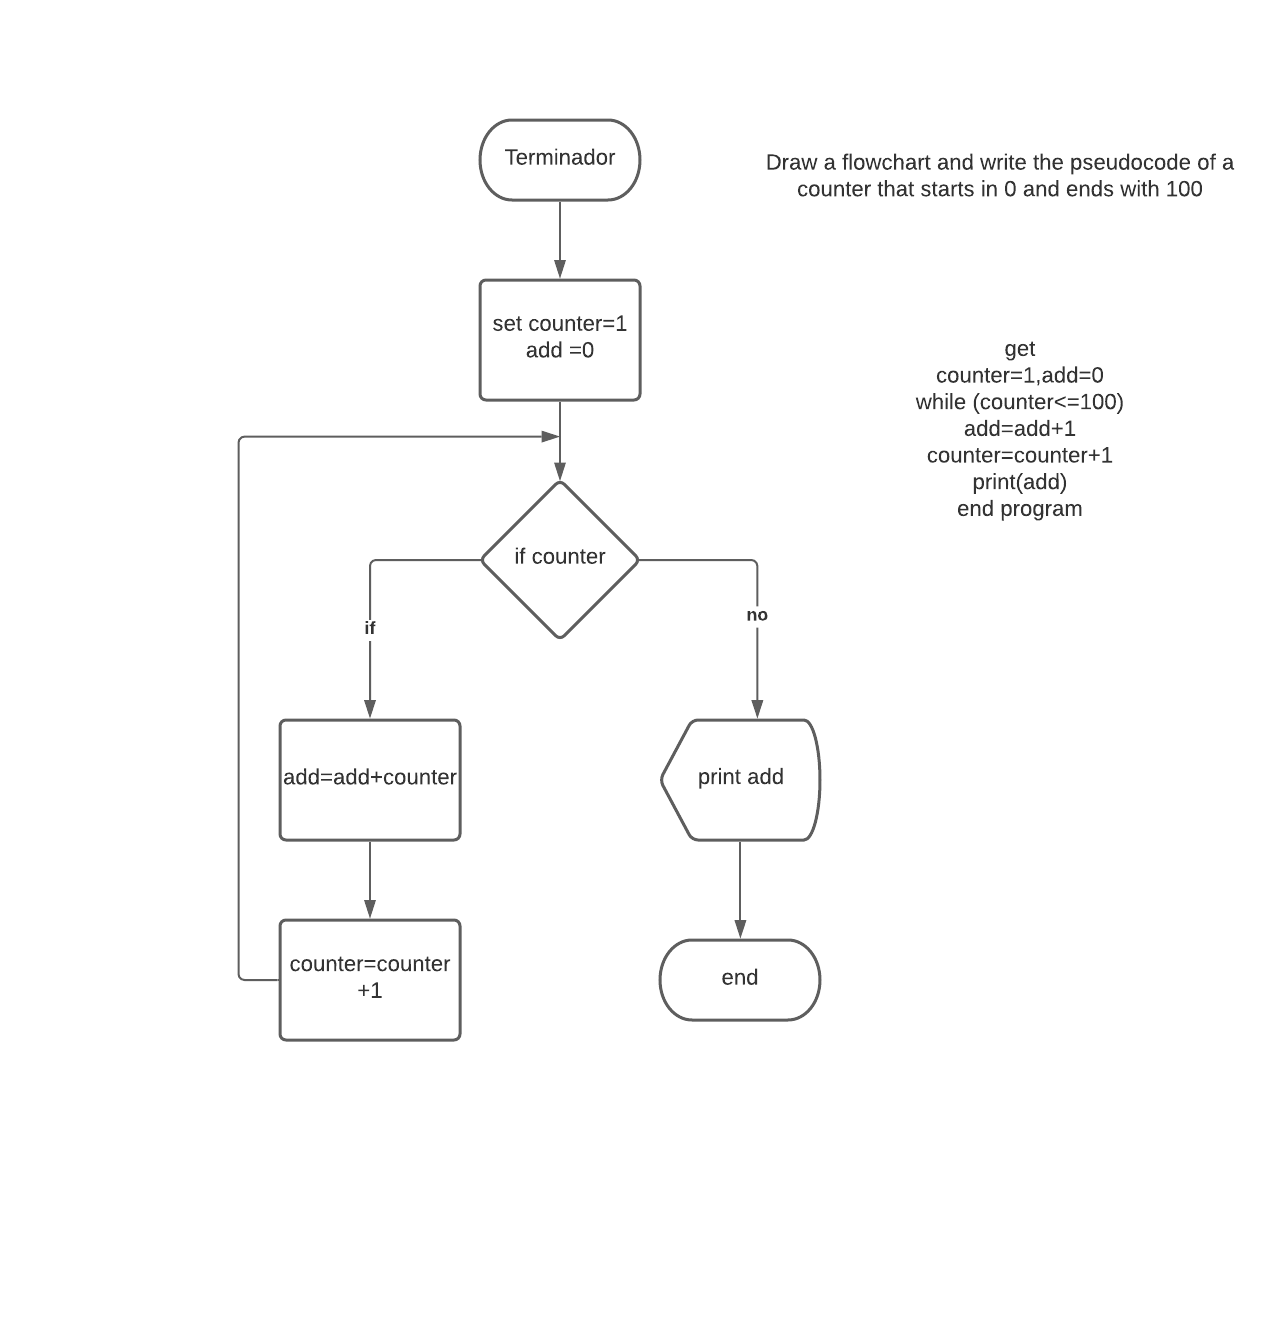 Terminador
Draw a flowchart and write the pseudocode of a
counter that starts in 0 and ends with 100
set counter=1
add =0
get
counter=1,add=0
while (counter<=100)
add=add+1
counter=counter+1
print(add)
end program
if counter
if
no
add=add+counter
print add
counter=counter
+1
end